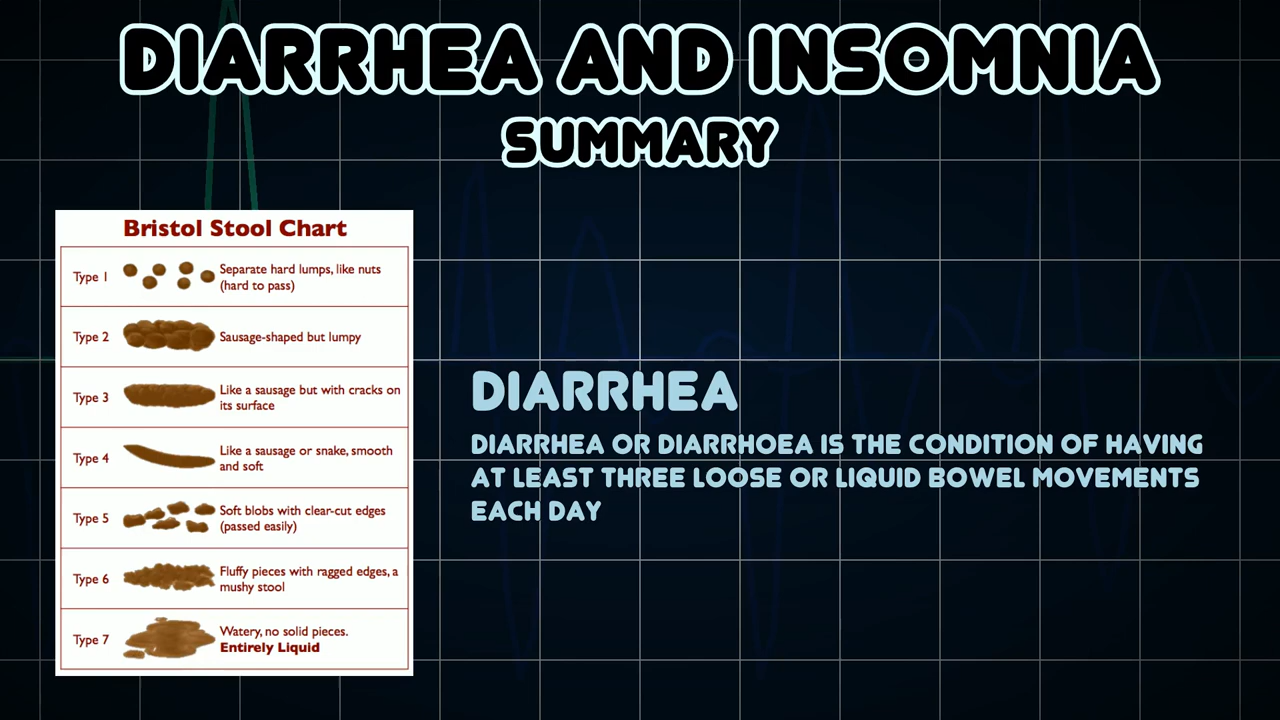 DIARRHEA AND INSOMNIA
SUMMARY
Bristol Stool Chart
Type 1
Separate hard lumps, like nuts
(hard to pass)
Type 2
Sausage-shaped but lumpy
Type 3
Like a sausage but with cracks on
its surface
Type 4
Like a sausage or snake, smooth
and soft
Type 5
Soft blobs with clear-cut edges
(passed easily)
Type 6
Fluffy pieces with ragged edges, a
mushy stool
Type 7
Watery, no solid pieces.
Entirely Liquid
DIARRHEA
DIARRHEA OR DIARRHOEA IS THE CONDITION OF HAVING
AT LEAST THREE LOOSE OR LIQUID BOWEL MOVEMENTS
EACH DAY